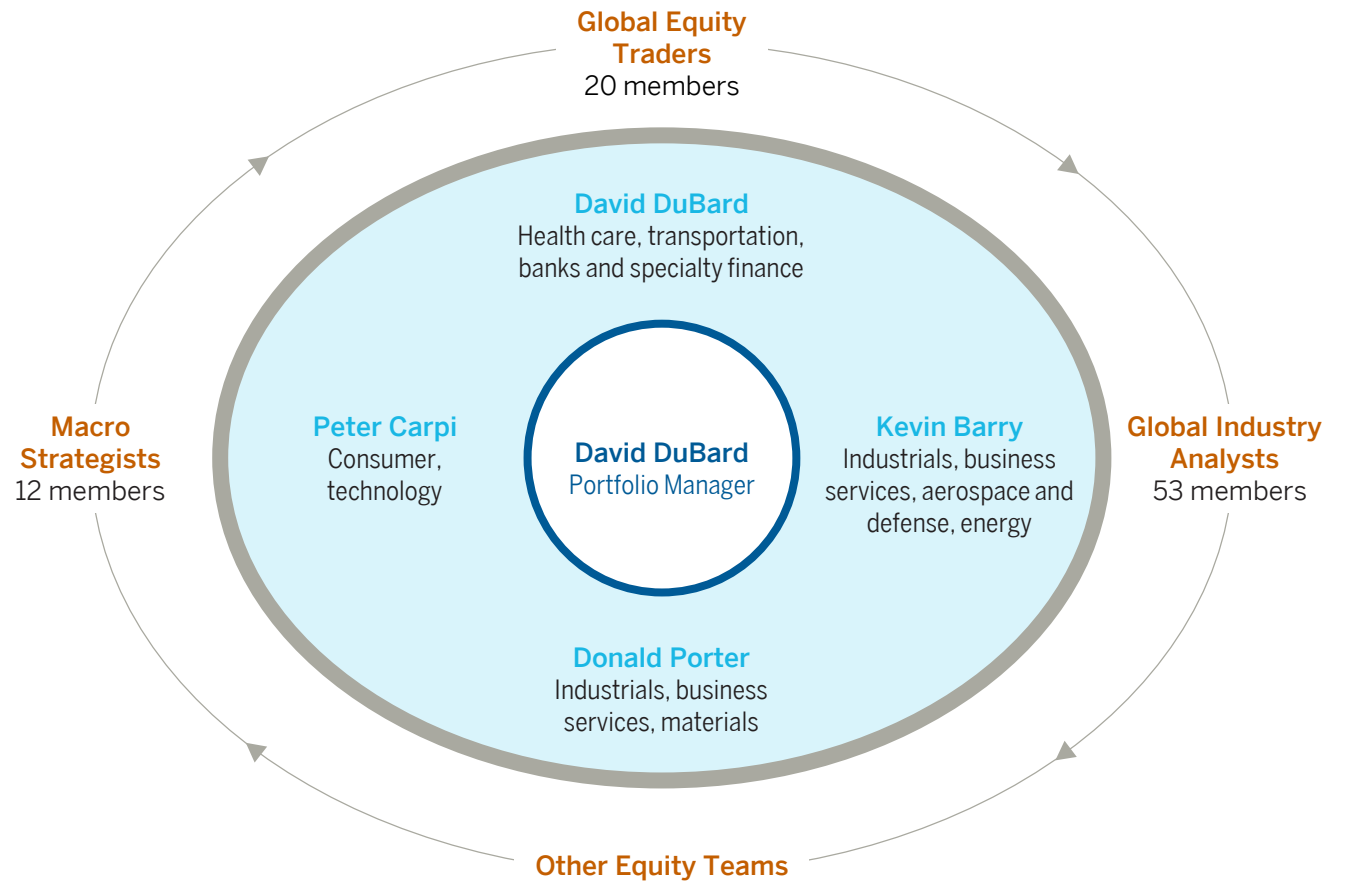 Global Equity
Traders
20 members
David DuBard
Health care, transportation,
banks and specialty finance
Macro
Strategists
12 members
Peter Carpi
Consumer,
technology
David DuBard
Portfolio Manager
Kevin Barry
Industrials, business
services, aerospace and
defense, energy
Global Industry
Analysts
53 members
Donald Porter
Industrials, business
services, materials
Other Equity Teams